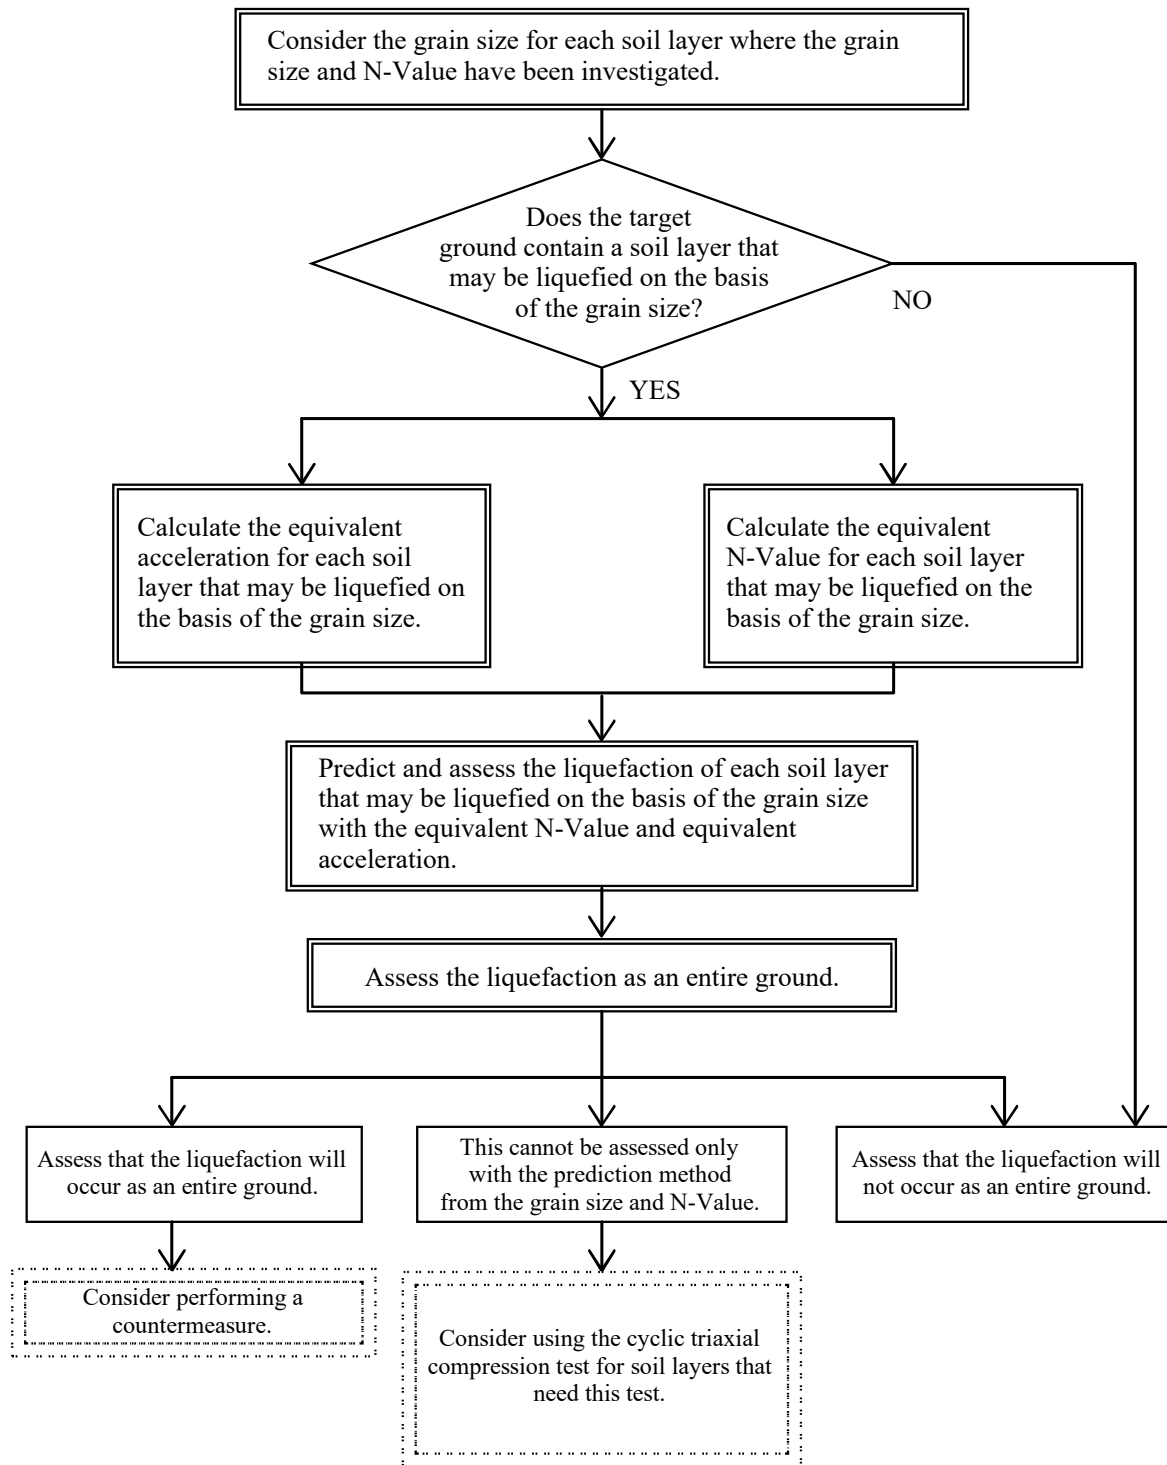 Consider the grain size for each soil layer where the grain
size and N-Value have been investigated.
Does the target
ground contain a soil layer that
may be liquefied on the basis
of the grain size?
NO
YES
Calculate the equivalent
acceleration for each soil
layer that may be liquefied on
the basis of the grain size.
Calculate the equivalent
N-Value for each soil layer
that may be liquefied on the
basis of the grain size.
Predict and assess the liquefaction of each soil layer
that may be liquefied on the basis of the grain size
with the equivalent N-Value and equivalent
acceleration.
Assess the liquefaction as an entire ground.
Assess that the liquefaction will
occur as an entire ground.
This cannot be assessed only
with the prediction method
from the grain size and N-Value.
Assess that the liquefaction will
not occur as an entire ground.
Consider performing a
countermeasure.
Consider using the cyclic triaxial
compression test for soil layers that
need this test.